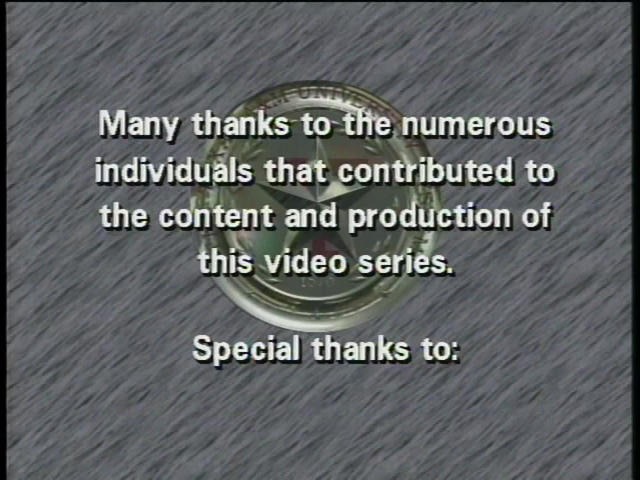 Many thanks to the numerous
individuals that contributed to
the content and production of
this video series.
Special thanks to: